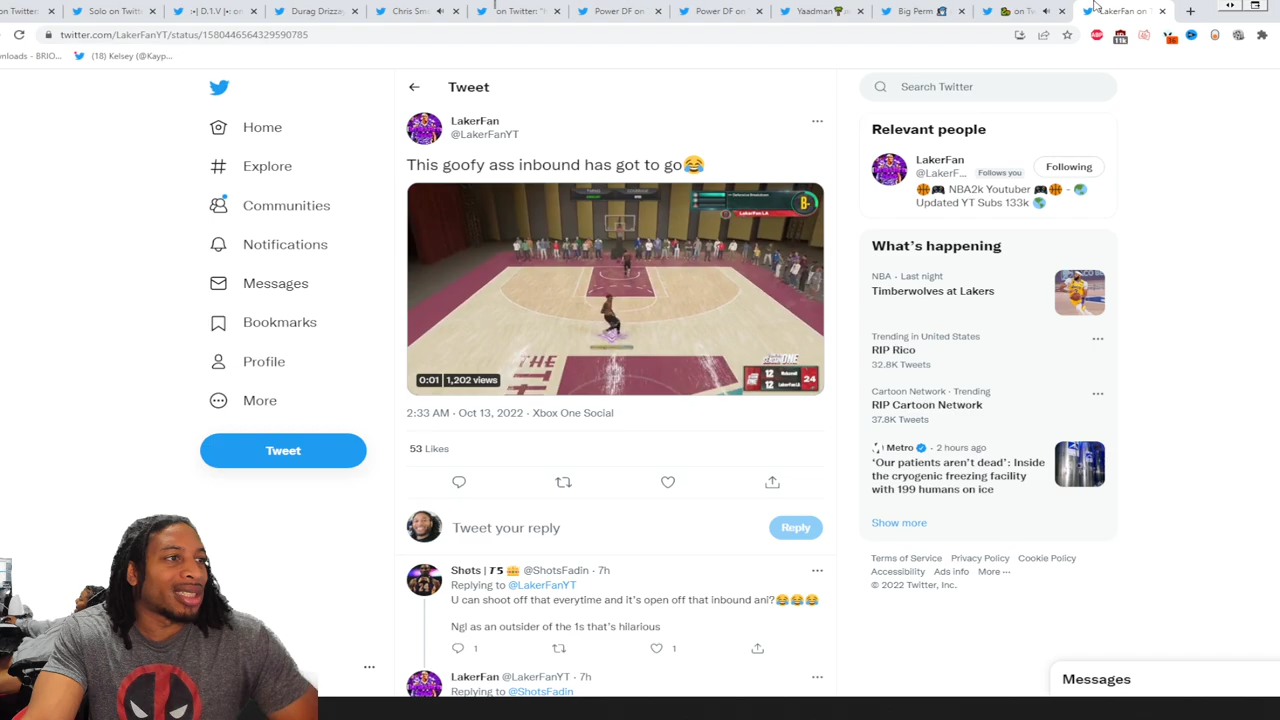 on Twitter:
Solo on Twitt
:•| D.1.V |•: on
Durag Drizza
Chris Smo
on Twitter: "
Power DF on
Power DF on
Yaadman
Big Perm
on Tw
LakerFan on T
twitter.com/LakerFanYT/status/1580446564329590785
wnloads - BRIO...
(18) Kelsey (@Kayp...
Home
Explore
Communities
Notifications
Messages
Bookmarks
Profile
More
Tweet
Tweet
LakerFan
@LakerFanYT
This goofy ass inbound has got to go😂
0:01 1,202 views
B-
12
12
24
2:33 AM · Oct 13, 2022 · Xbox One Social
53 Likes
Tweet your reply
Reply
Shøts | 𝑻𝟓 @ShotsFadin · 7h
Replying to @LakerFanYT
U can shoot off that everytime and it's open off that inbound ani?😂😂😂
Ngl as an outsider of the 1s that's hilarious
1
1
LakerFan @LakerFanYT · 7h
Replying to @ShotsFadin
Search Twitter
Relevant people
LakerFan
@LakerF... Follows you
Following
🏀🎮 NBA2k Youtuber 🎮🏀 - 🌎
Updated YT Subs 133k 🌎
What's happening
NBA · Last night
Timberwolves at Lakers
Trending in United States
RIP Rico
32.8K Tweets
Cartoon Network · Trending
RIP Cartoon Network
37.8K Tweets
Metro · 2 hours ago
'Our patients aren't dead': Inside
the cryogenic freezing facility
with 199 humans on ice
Show more
Terms of Service Privacy Policy Cookie Policy
Accessibility Ads info More ···
© 2022 Twitter, Inc.
Messages